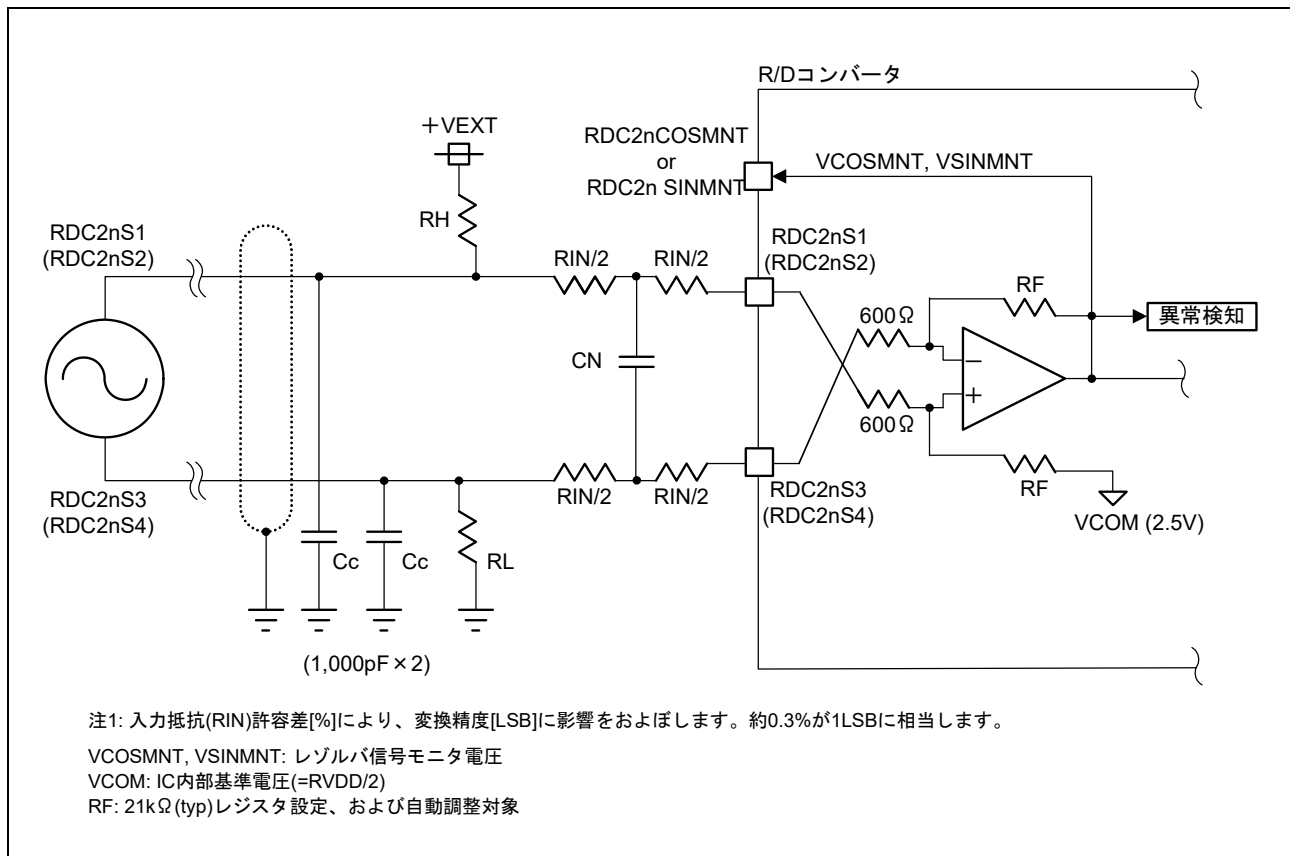 R/Dコンバータ
+VEXT
RDC2nCOSMNT
or
RDC2n SINMNT
VCOSMNT, VSINMNT
RH
RDC2nS1
(RDC2nS2)
RIN/2
RIN/2
RDC2nS1
(RDC2nS2)
RF
600Ω
異常検知
CN
−
+
600Ω
RIN/2
RIN/2
RDC2nS3
(RDC2nS4)
RF
VCOM (2.5V)
RDC2nS3
(RDC2nS4)
Cc
Cc
RL
(1,000pF×2)
注1: 入力抵抗(RIN)許容差[%]により、変換精度[LSB]に影響をおよぼします。約0.3%が1LSBに相当します。
VCOSMNT, VSINMNT: レゾルバ信号モニタ電圧
VCOM: IC内部基準電圧(=RVDD/2)
RF: 21kΩ(typ)レジスタ設定、および自動調整対象